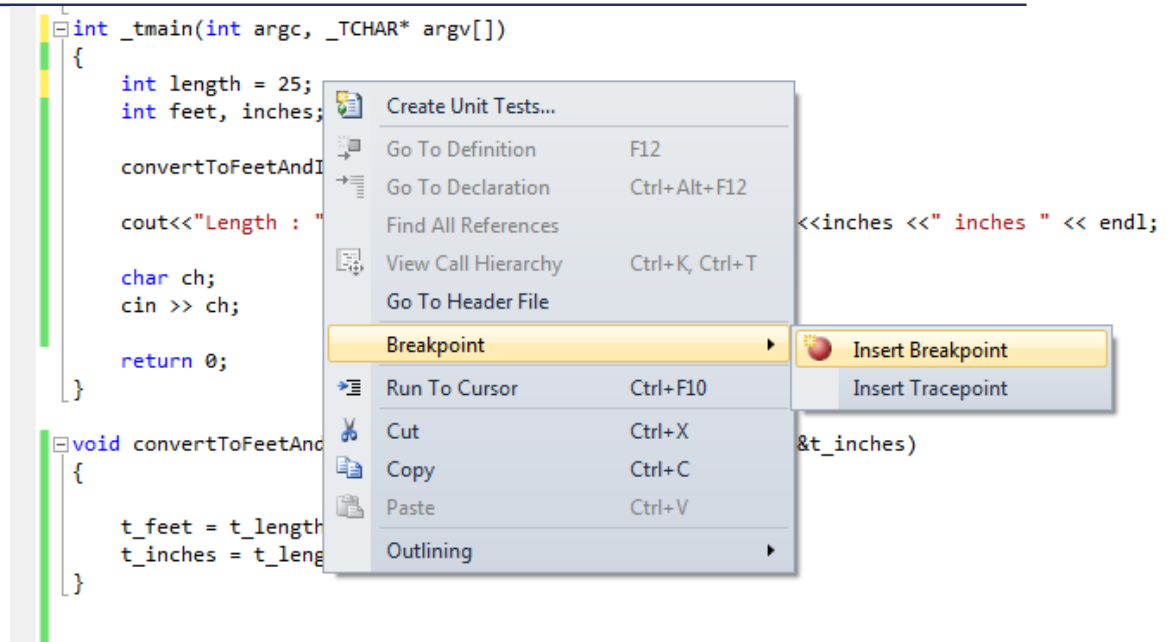 int _tmain(int argc, _TCHAR* argv[])
{
int length = 25;
int feet, inches;
convertToFeetAndI
cout<<"Length : " <<inches <<" inches " << endl;
char ch;
cin >> ch;
return 0;
}
void convertToFeetAnd &t_inches)
{
t_feet = t_length
t_inches = t_leng
}
Create Unit Tests...
Go To Definition F12
Go To Declaration Ctrl+Alt+F12
Find All References
View Call Hierarchy Ctrl+K, Ctrl+T
Go To Header File
Breakpoint
Run To Cursor Ctrl+F10
Cut Ctrl+X
Copy Ctrl+C
Paste Ctrl+V
Outlining
Insert Breakpoint
Insert Tracepoint